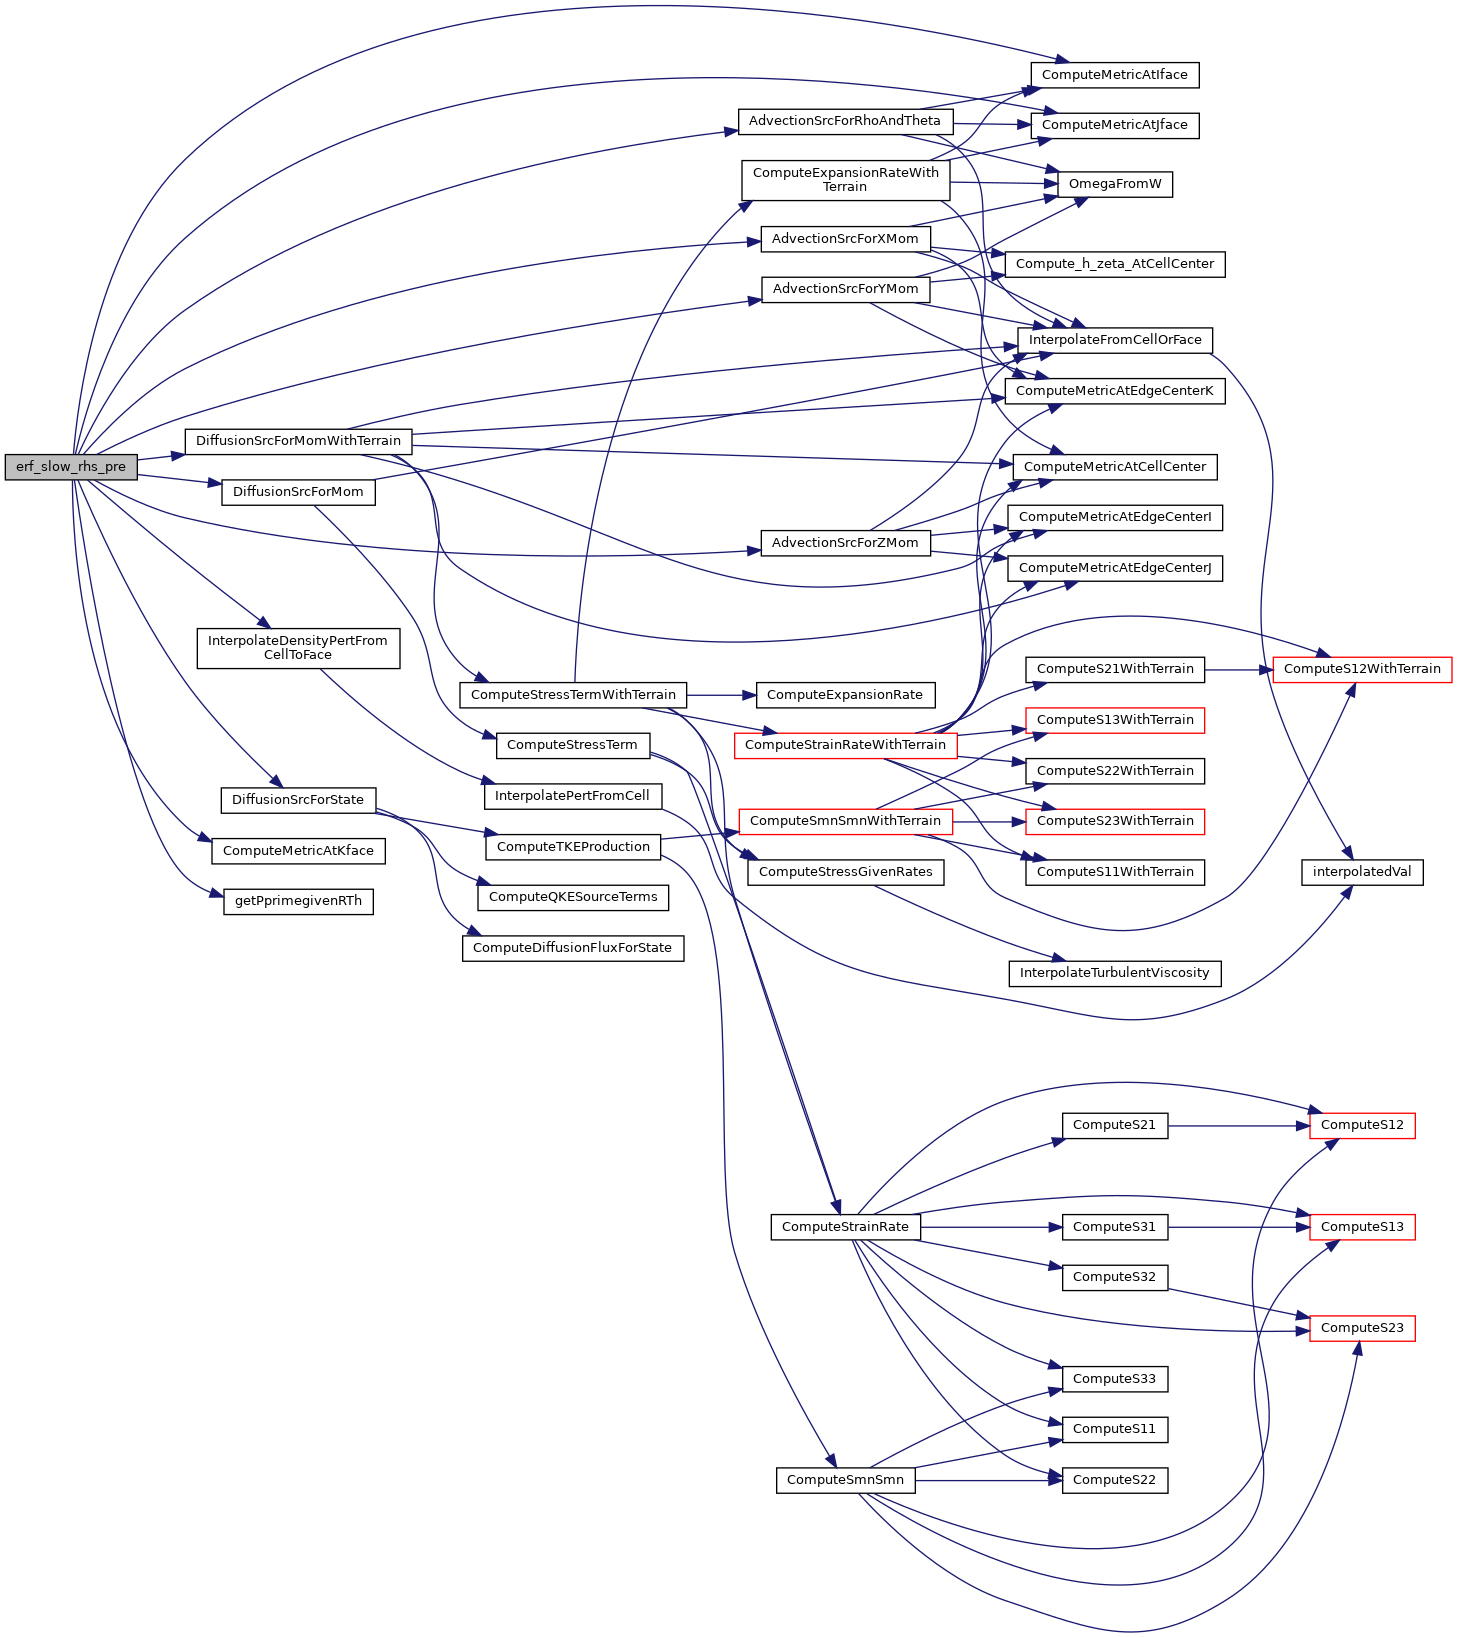 erf_slow_rhs_pre
DiffusionSrcForMomWithTerrain
DiffusionSrcForMom
InterpolateDensityPertFrom
CellToFace
DiffusionSrcForState
ComputeMetricAtKface
getPprimegivenRTh
ComputeStressTermWithTerrain
ComputeStressTerm
InterpolatePertFromCell
ComputeTKEProduction
ComputeQKESourceTerms
ComputeDiffusionFluxForState
AdvectionSrcForRhoAndTheta
ComputeExpansionRateWith
Terrain
AdvectionSrcForXMom
AdvectionSrcForYMom
AdvectionSrcForZMom
ComputeExpansionRate
ComputeStrainRateWithTerrain
ComputeSmnSmnWithTerrain
ComputeStressGivenRates
ComputeStrainRate
ComputeSmnSmn
ComputeMetricAtIface
ComputeMetricAtJface
OmegaFromW
Compute_h_zeta_AtCellCenter
InterpolateFromCellOrFace
ComputeMetricAtEdgeCenterK
ComputeMetricAtCellCenter
ComputeMetricAtEdgeCenterI
ComputeMetricAtEdgeCenterJ
ComputeS21WithTerrain
ComputeS13WithTerrain
ComputeS22WithTerrain
ComputeS23WithTerrain
ComputeS11WithTerrain
InterpolateTurbulentViscosity
ComputeS21
ComputeS31
ComputeS32
ComputeS33
ComputeS11
ComputeS22
ComputeS12WithTerrain
interpolatedVal
ComputeS12
ComputeS13
ComputeS23